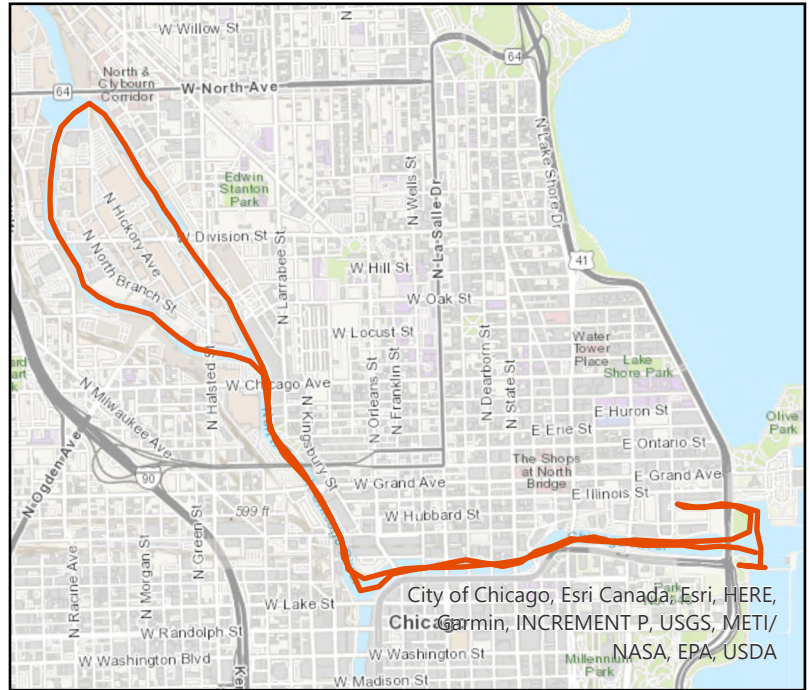 W Willow St
64
North &
Clybourn
Corridor
64
W North Ave
N Lake Shore Dr
N Wells St
N La Salle Dr
Edwin
Stanton
Park
N Hickory Ave
W Division St
N North Branch St
N Larrabee St
W Hill St
41
W Oak St
W Locust St
Water
Tower
Place
Lake
Shore Park
N Halsted St
W Chicago Ave
N Orleans St
N Franklin St
N Dearborn St
N State St
N Milwaukee Ave
N Kingsbury St
E Huron St
Olive
Park
E Erie St
E Ontario St
N Ogden Ave
90
The Shops
at North
Bridge
E Grand Ave
W Grand Ave
E Illinois St
599 ft
W Hubbard St
N Racine Ave
N Morgan St
N Green St
W Lake St
City of Chicago, Esri Canada, Esri, HERE,
Chicago
Garmin, INCREMENT P, USGS, METI/
W Randolph St
W Washington St
NASA, EPA, USDA
W Washington Blvd
Millennium
Park
W Madison St